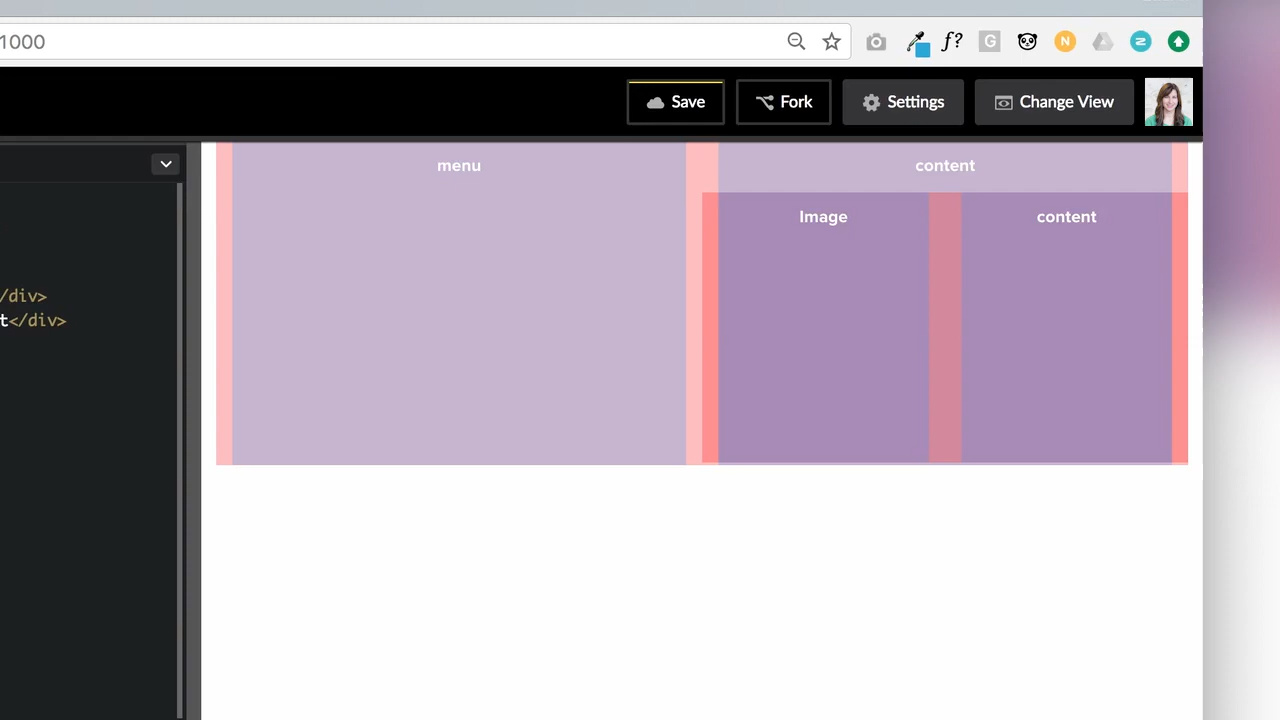 1000
f?
G
N
z
Save
Fork
Settings
Change View
menu
content
Image
content
/div>
t</div>